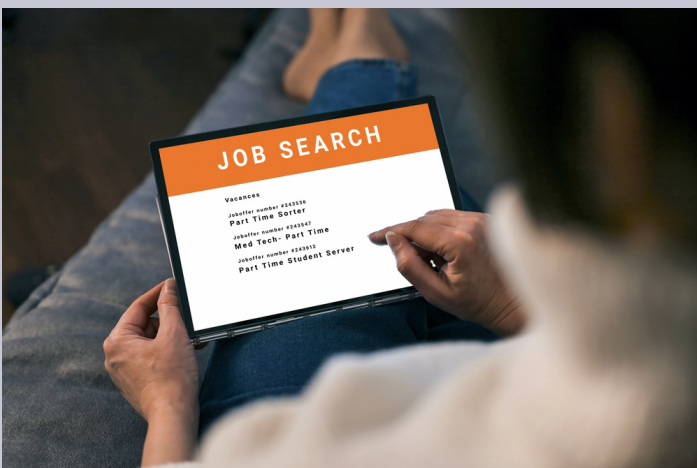 JOB SEARCH
Vacances
Joboffer number #243536
Part Time Sorter
Joboffer number #243547
Med Tech- Part Time
Joboffer number #243612
Part Time Student Server